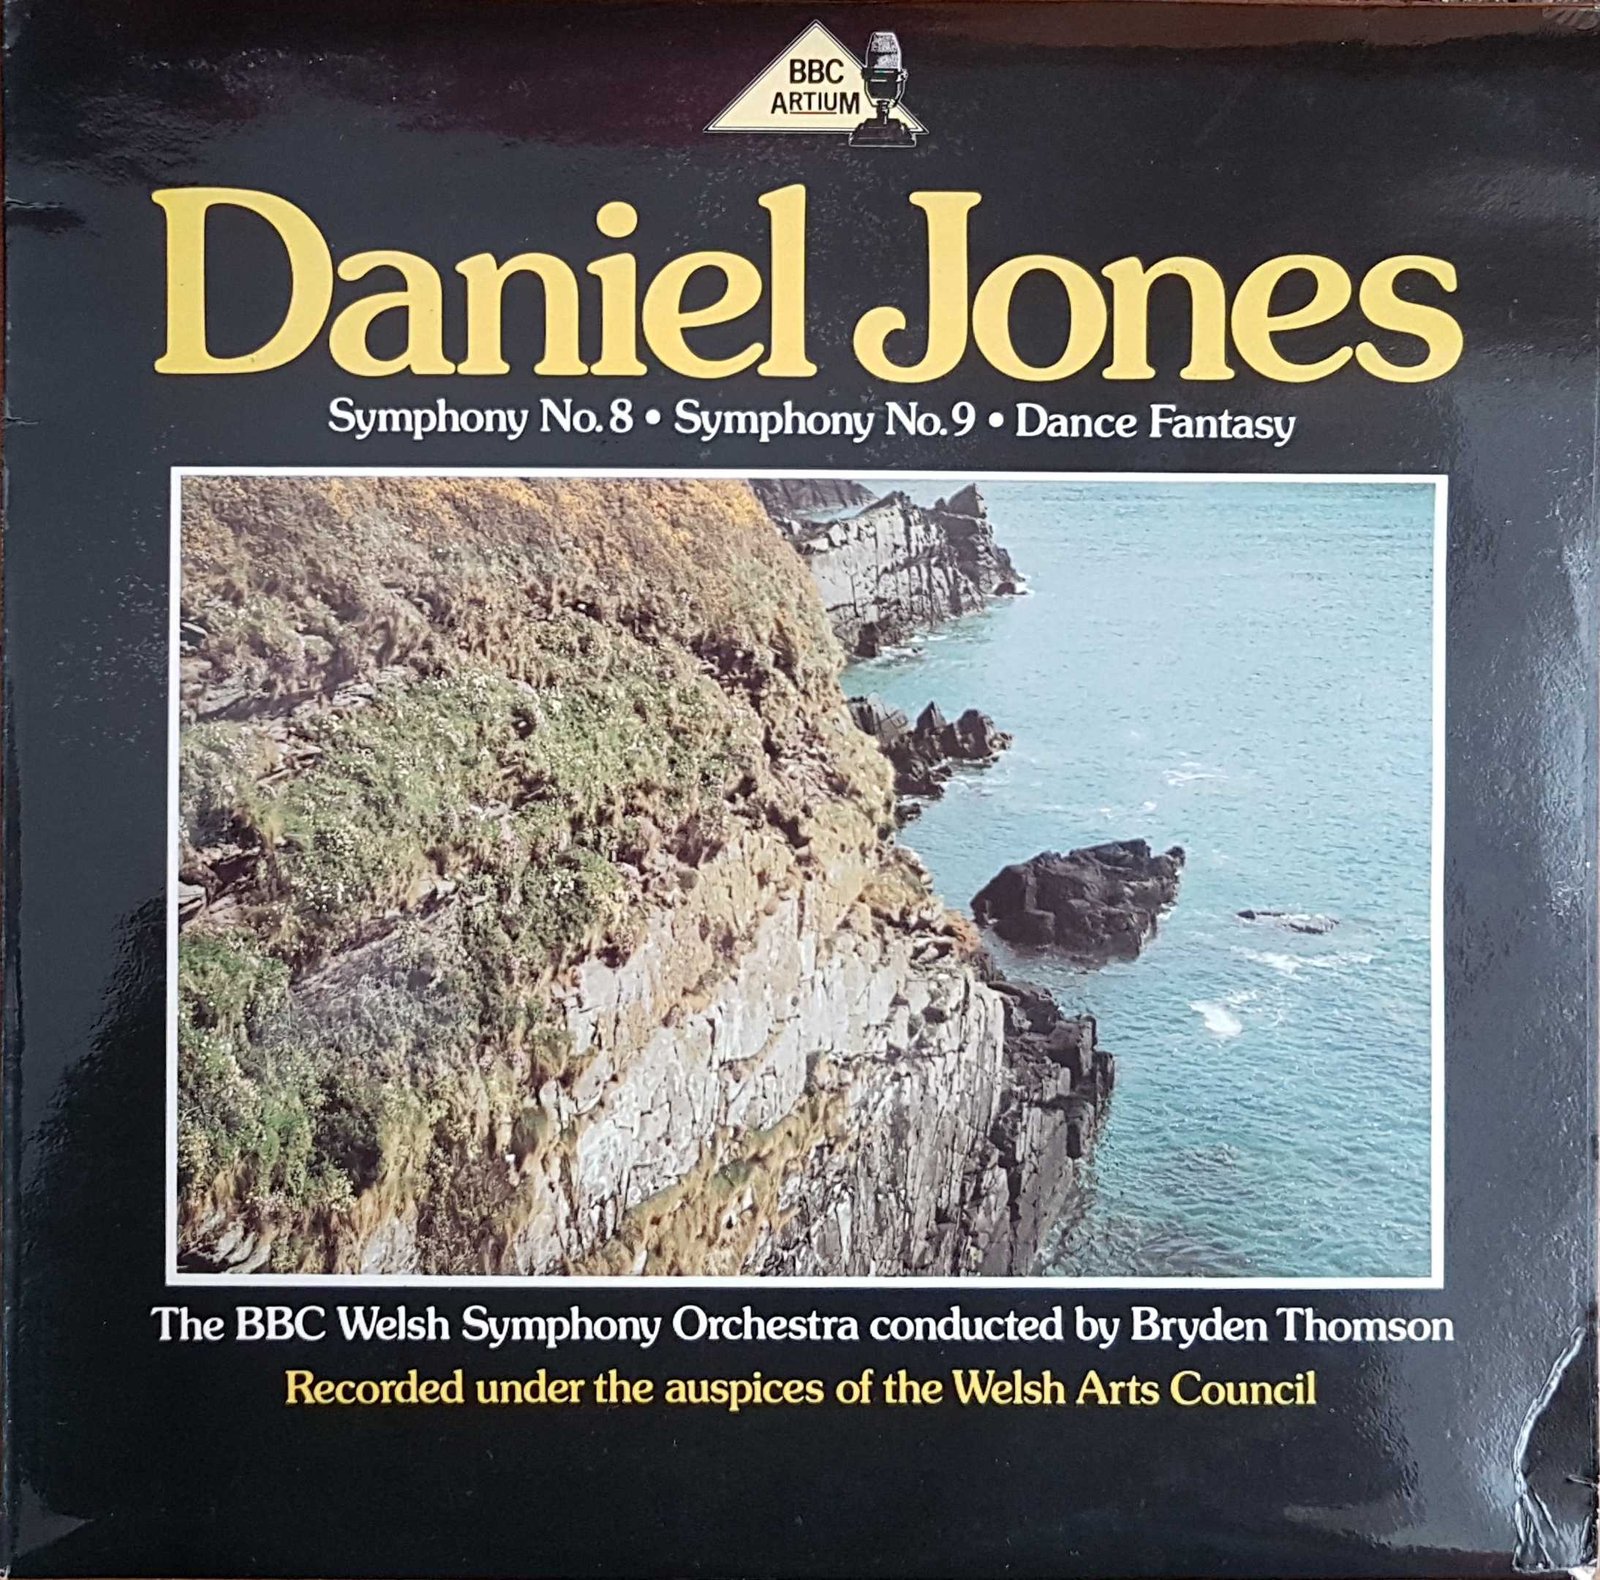 BBC
ARTIUM
Daniel Jones
Symphony No. 8 • Symphony No. 9 • Dance Fantasy
The BBC Welsh Symphony Orchestra conducted by Bryden Thomson
Recorded under the auspices of the Welsh Arts Council